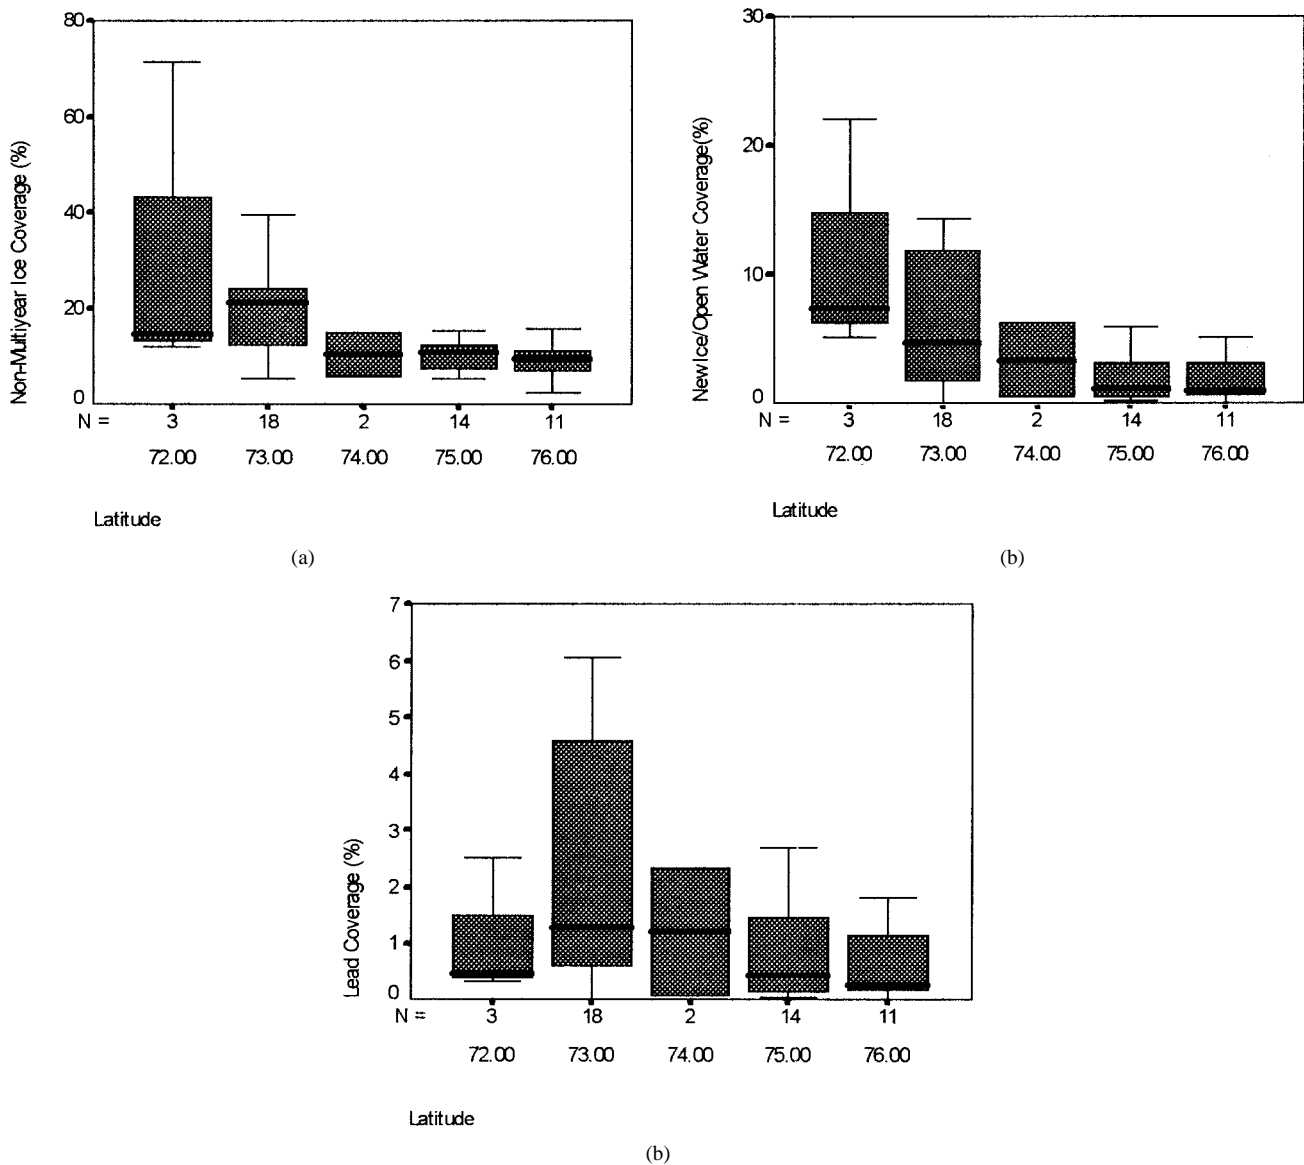 80
60
40
20
0
Non-Multiyear Ice Coverage (%)
N = 3 18 2 14 11
72.00 73.00 74.00 75.00 76.00
Latitude
(a)
30
20
10
0
New Ice/Open Water Coverage(%)
N = 3 18 2 14 11
72.00 73.00 74.00 75.00 76.00
Latitude
(b)
7
6
5
4
3
2
1
0
Lead Coverage (%)
N = 3 18 2 14 11
72.00 73.00 74.00 75.00 76.00
Latitude
(b)